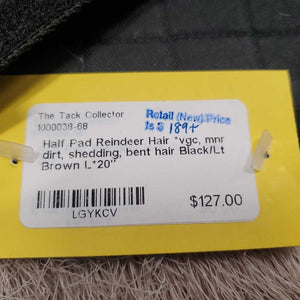 The Tack Collector
1000038-68
Retail (New) Price
Is $ 189+
Half Pad Reindeer Hair *vgc, mnr
dirt, shedding, bent hair Black/Lt
Brown L*20"
$127.00
LGYKCV